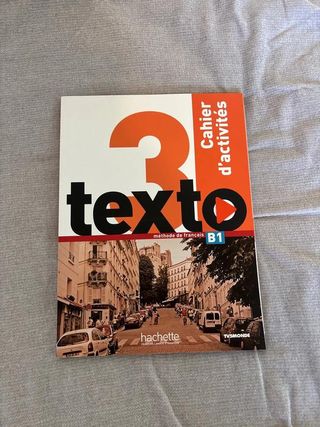 3
Cahier
d'activités
texto
méthode de français
B1
hachette
TV5MONDE